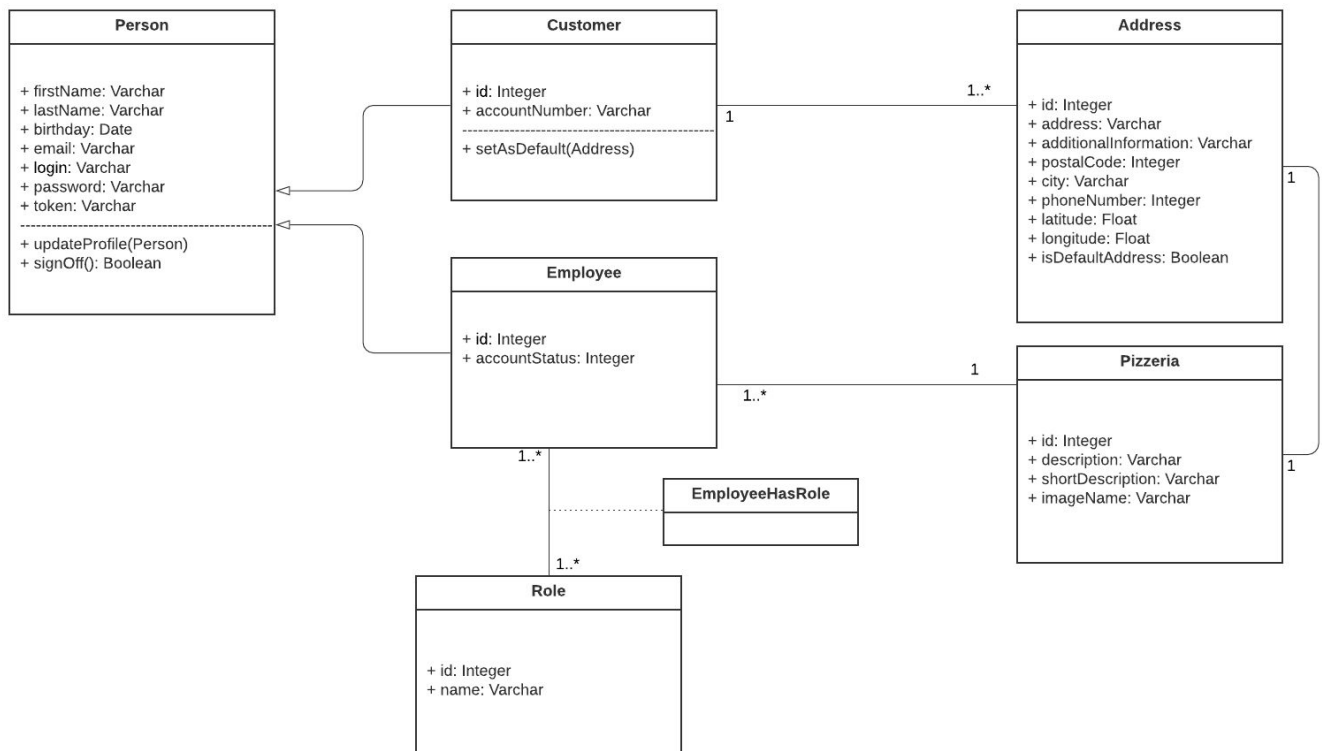 Person
+ firstName: Varchar
+ lastName: Varchar
+ birthday: Date
+ email: Varchar
+ login: Varchar
+ password: Varchar
+ token: Varchar
+ updateProfile(Person)
+ signOff(): Boolean
Customer
+ id: Integer
+ accountNumber: Varchar
+ setAsDefault(Address)
1
1..*
Address
+ id: Integer
+ address: Varchar
+ additionalInformation: Varchar
+ postalCode: Integer
+ city: Varchar
+ phoneNumber: Integer
+ latitude: Float
+ longitude: Float
+ isDefaultAddress: Boolean
1
Employee
+ id: Integer
+ accountStatus: Integer
1..*
1
Pizzeria
+ id: Integer
+ description: Varchar
+ shortDescription: Varchar
+ imageName: Varchar
1
1..*
EmployeeHasRole
1..*
Role
+ id: Integer
+ name: Varchar